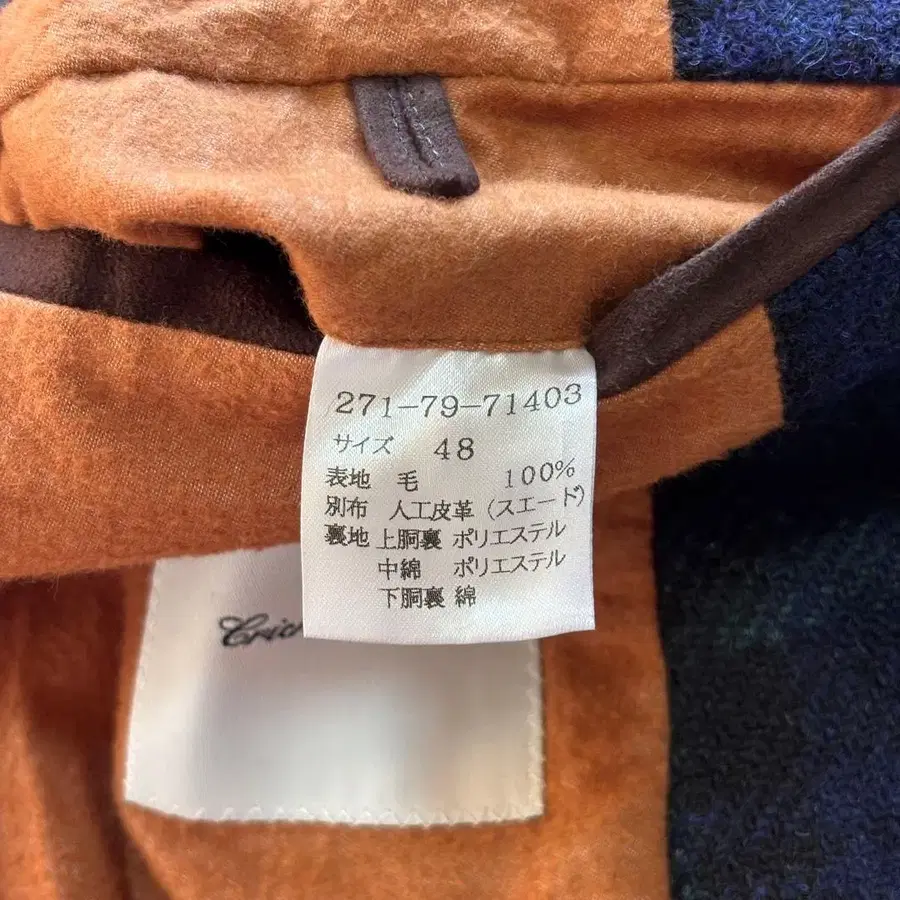 271-79-71403
サイズ 48
表地 毛 100%
別布 人工皮革 (スエード)
裏地 上胴裏 ポリエステル
中綿 ポリエステル
下胴裏 綿